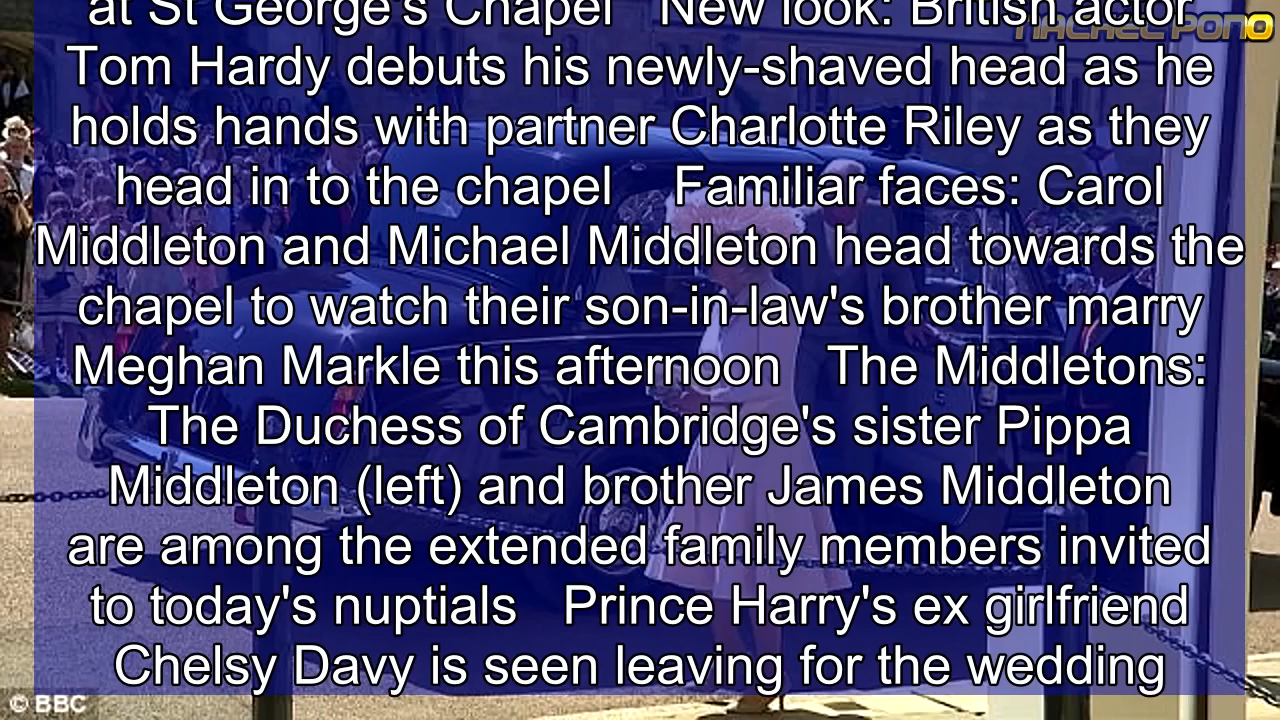 at St George's Chapel   New look: British actor
Tom Hardy debuts his newly-shaved head as he
holds hands with partner Charlotte Riley as they
head in to the chapel    Familiar faces: Carol
Middleton and Michael Middleton head towards the
chapel to watch their son-in-law's brother marry
Meghan Markle this afternoon   The Middletons:
The Duchess of Cambridge's sister Pippa
Middleton (left) and brother James Middleton
are among the extended family members invited
to today's nuptials   Prince Harry's ex girlfriend
Chelsy Davy is seen leaving for the wedding
RACHEL PONO
© BBC